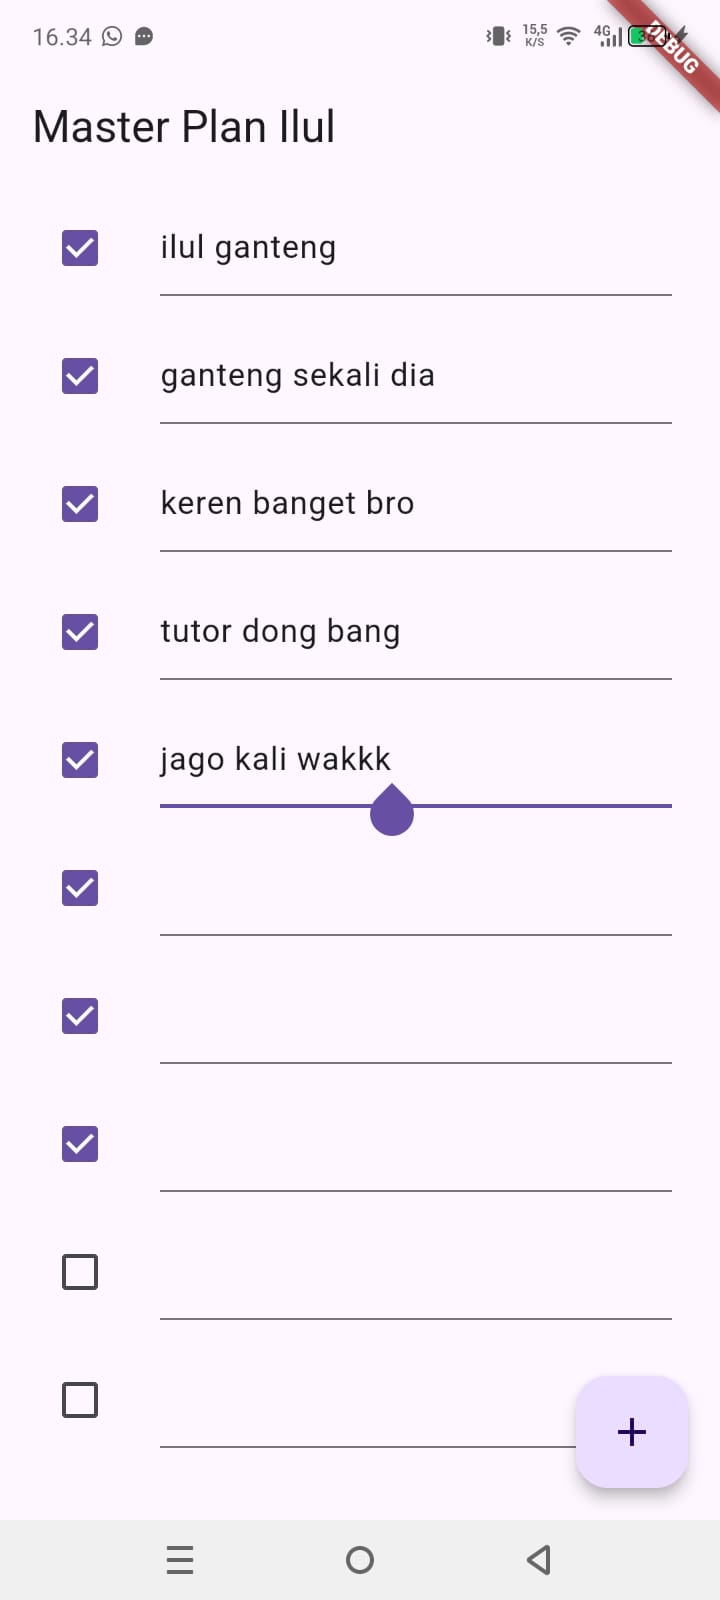 16.34
15,5
K/S
4G
DEBUG
Master Plan Ilul
ilul ganteng
ganteng sekali dia
keren banget bro
tutor dong bang
jago kali wakkk